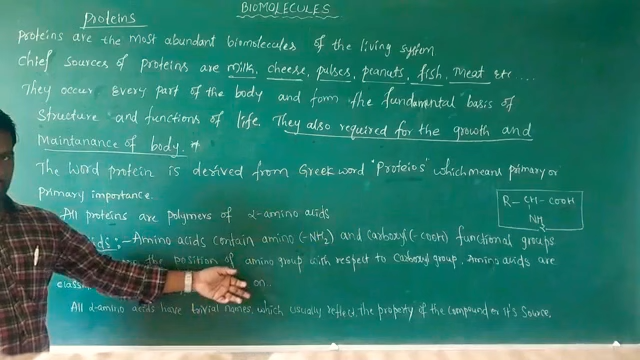 BIOMOLECULES
Proteins
Proteins are the most abundant biomolecules of the living system
Chief sources of proteins are milk, cheese, pulses, peanuts, fish, meat etc ...
They occur every part of the body and form the fundamental basis of
Structure and functions of life. They also required for the growth and
Maintanance of body.
The word protein is derived from Greek word "Proteios" which means primary or
primary importance.
All proteins are polymers of α-amino acids
R - CH - COOH
NH2
ids :- Amino acids contain amino (-NH2) and Carboxyl (-COOH) functional groups
the position of amino group with respect to Carboxyl group, Amino acids are
classi on..
All α-amino acids have trivial names, which usually reflect the property of the compound or it's source.